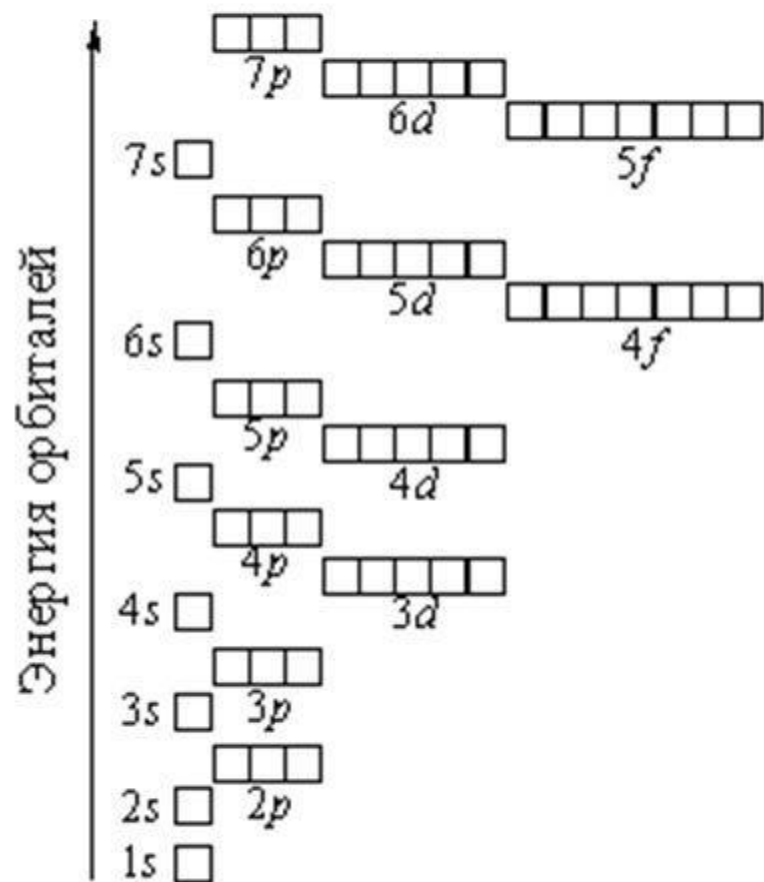 Энергия орбиталей
7p
6d
5f
7s
6p
5d
4f
6s
5p
4d
5s
4p
3d
4s
3p
3s
2p
2s
1s